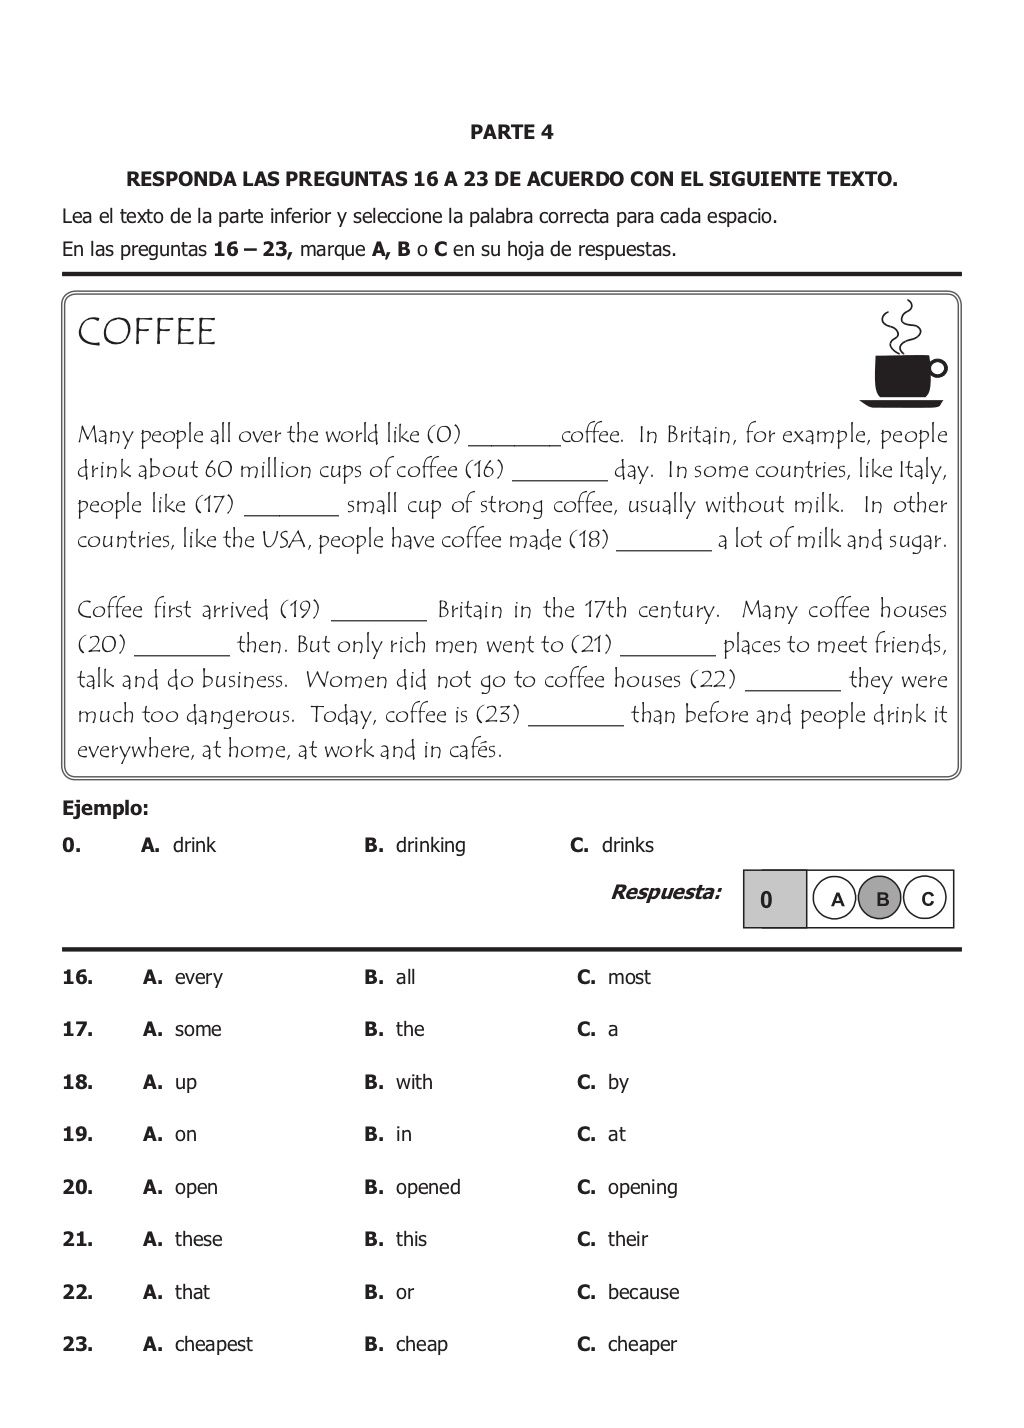 PARTE 4
RESPONDA LAS PREGUNTAS 16 A 23 DE ACUERDO CON EL SIGUIENTE TEXTO.
Lea el texto de la parte inferior y seleccione la palabra correcta para cada espacio.
En las preguntas 16 – 23, marque A, B o C en su hoja de respuestas.
COFFEE
Many people all over the world like (0) ________coffee. In Britain, for example, people
drink about 60 million cups of coffee (16) ________ day. In some countries, like Italy,
people like (17) ________ small cup of strong coffee, usually without milk. In other
countries, like the USA, people have coffee made (18) ________ a lot of milk and sugar.
Coffee first arrived (19) ________ Britain in the 17th century. Many coffee houses
(20) ________ then. But only rich men went to (21) ________ places to meet friends,
talk and do business. Women did not go to coffee houses (22) ________ they were
much too dangerous. Today, coffee is (23) ________ than before and people drink it
everywhere, at home, at work and in cafés.
Ejemplo:
0. A. drink B. drinking C. drinks
Respuesta: 0 A B C
16. A. every B. all C. most
17. A. some B. the C. a
18. A. up B. with C. by
19. A. on B. in C. at
20. A. open B. opened C. opening
21. A. these B. this C. their
22. A. that B. or C. because
23. A. cheapest B. cheap C. cheaper